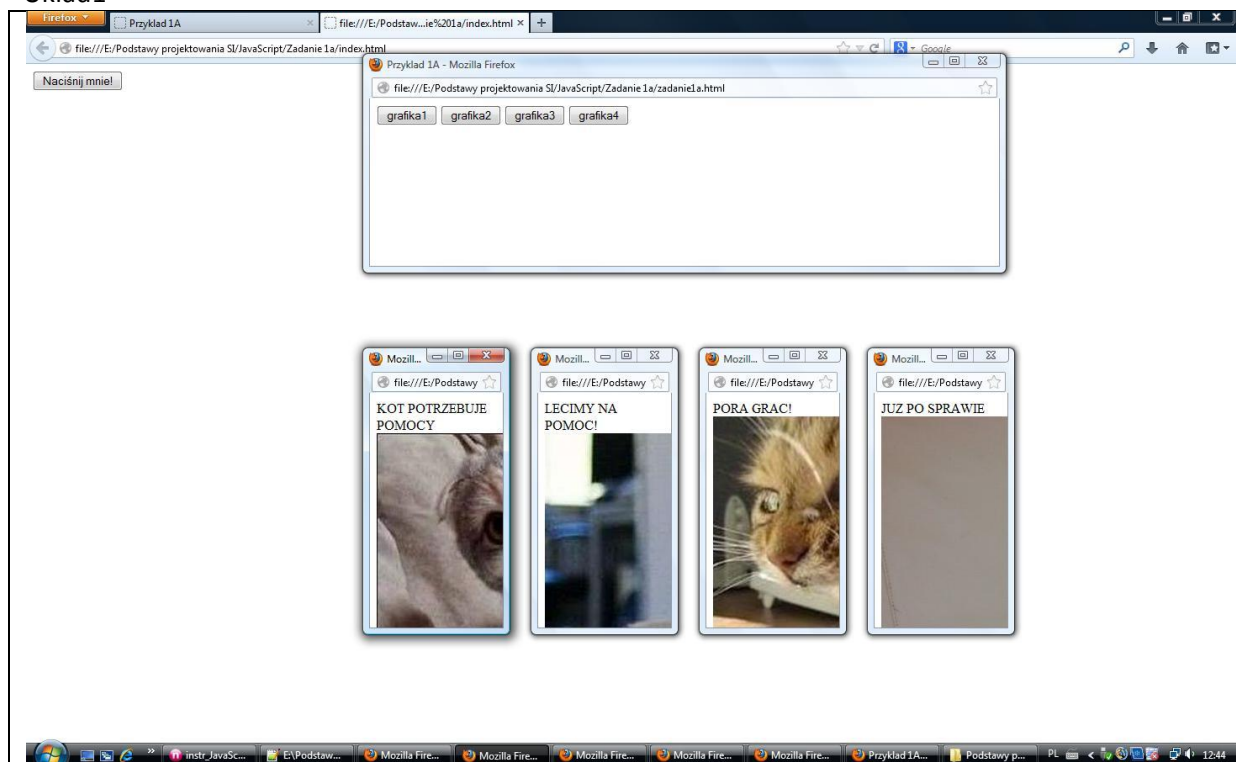 Układ1
Firefox
Przyklad 1A
file:///E:/Podstaw...ie%201a/index.html
file:///E:/Podstawy projektowania SI/JavaScript/Zadanie 1a/index.html
Google
Naciśnij mnie!
Przyklad 1A - Mozilla Firefox
file:///E:/Podstawy projektowania SI/JavaScript/Zadanie 1a/zadanie1a.html
grafika1 grafika2 grafika3 grafika4
Mozill...
file:///E:/Podstawy
KOT POTRZEBUJE
POMOCY
Mozill...
file:///E:/Podstawy
LECIMY NA
POMOC!
Mozill...
file:///E:/Podstawy
PORA GRAC!
Mozill...
file:///E:/Podstawy
JUZ PO SPRAWIE
instr_JavaSc... E:\Podstaw... Mozilla Fire... Mozilla Fire... Mozilla Fire... Mozilla Fire... Mozilla Fire... Przyklad 1A... Podstawy p... PL 12:44